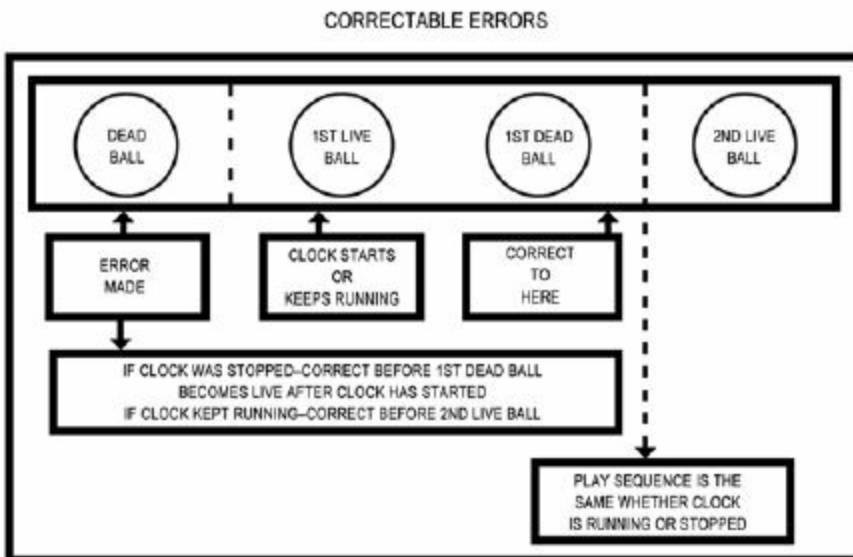 CORRECTABLE ERRORS
DEAD
BALL
1ST LIVE
BALL
1ST DEAD
BALL
2ND LIVE
BALL
ERROR
MADE
CLOCK STARTS
OR
KEEPS RUNNING
CORRECT
TO
HERE
IF CLOCK WAS STOPPED–CORRECT BEFORE 1ST DEAD BALL
BECOMES LIVE AFTER CLOCK HAS STARTED
IF CLOCK KEPT RUNNING–CORRECT BEFORE 2ND LIVE BALL
PLAY SEQUENCE IS THE
SAME WHETHER CLOCK
IS RUNNING OR STOPPED